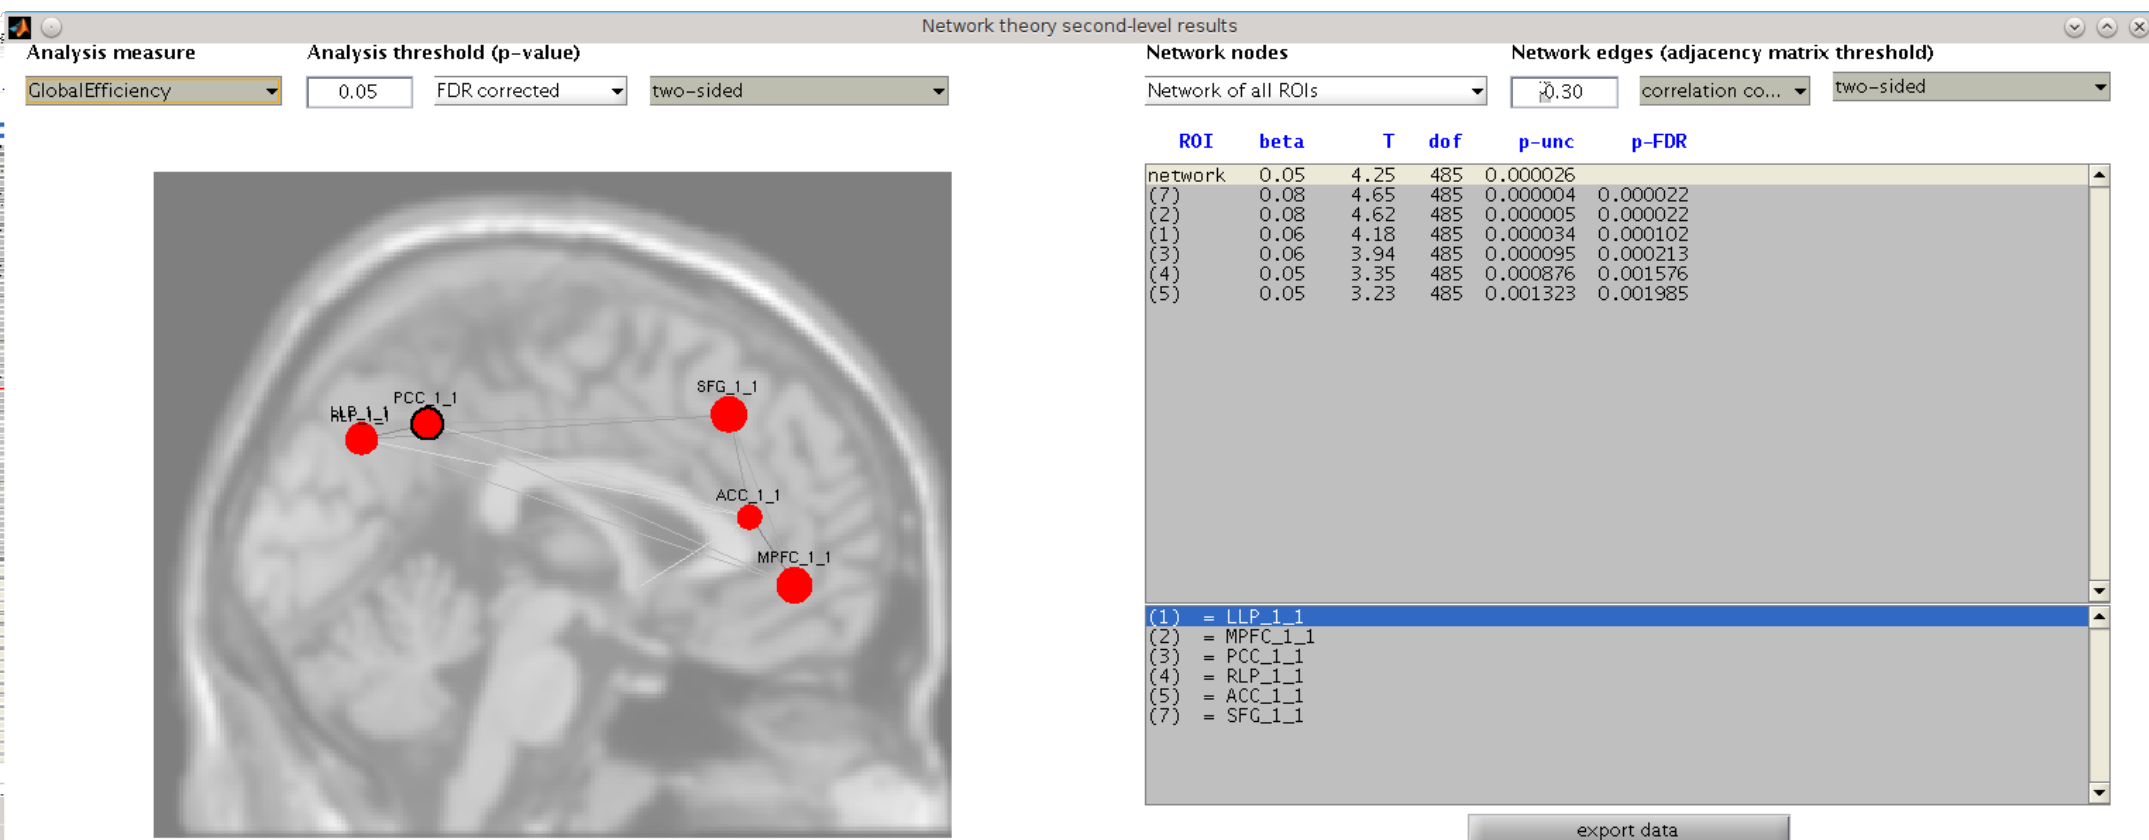 Network theory second-level results
Analysis measure
Analysis threshold (p-value)
Network nodes
Network edges (adjacency matrix threshold)
GlobalEfficiency
0.05
FDR corrected
two-sided
Network of all ROIs
0.30
correlation co...
two-sided
ROI beta T dof p-unc p-FDR
network 0.05 4.25 485 0.000026
(7) 0.08 4.65 485 0.000004 0.000022
(2) 0.08 4.62 485 0.000005 0.000022
(1) 0.06 4.18 485 0.000034 0.000102
(3) 0.06 3.94 485 0.000095 0.000213
(4) 0.05 3.35 485 0.000876 0.001576
(5) 0.05 3.23 485 0.001323 0.001985
SFG_1_1
PCC_1_1
ACC_1_1
MPFC_1_1
(1) = LLP_1_1
(2) = MPFC_1_1
(3) = PCC_1_1
(4) = RLP_1_1
(5) = ACC_1_1
(7) = SFG_1_1
export data